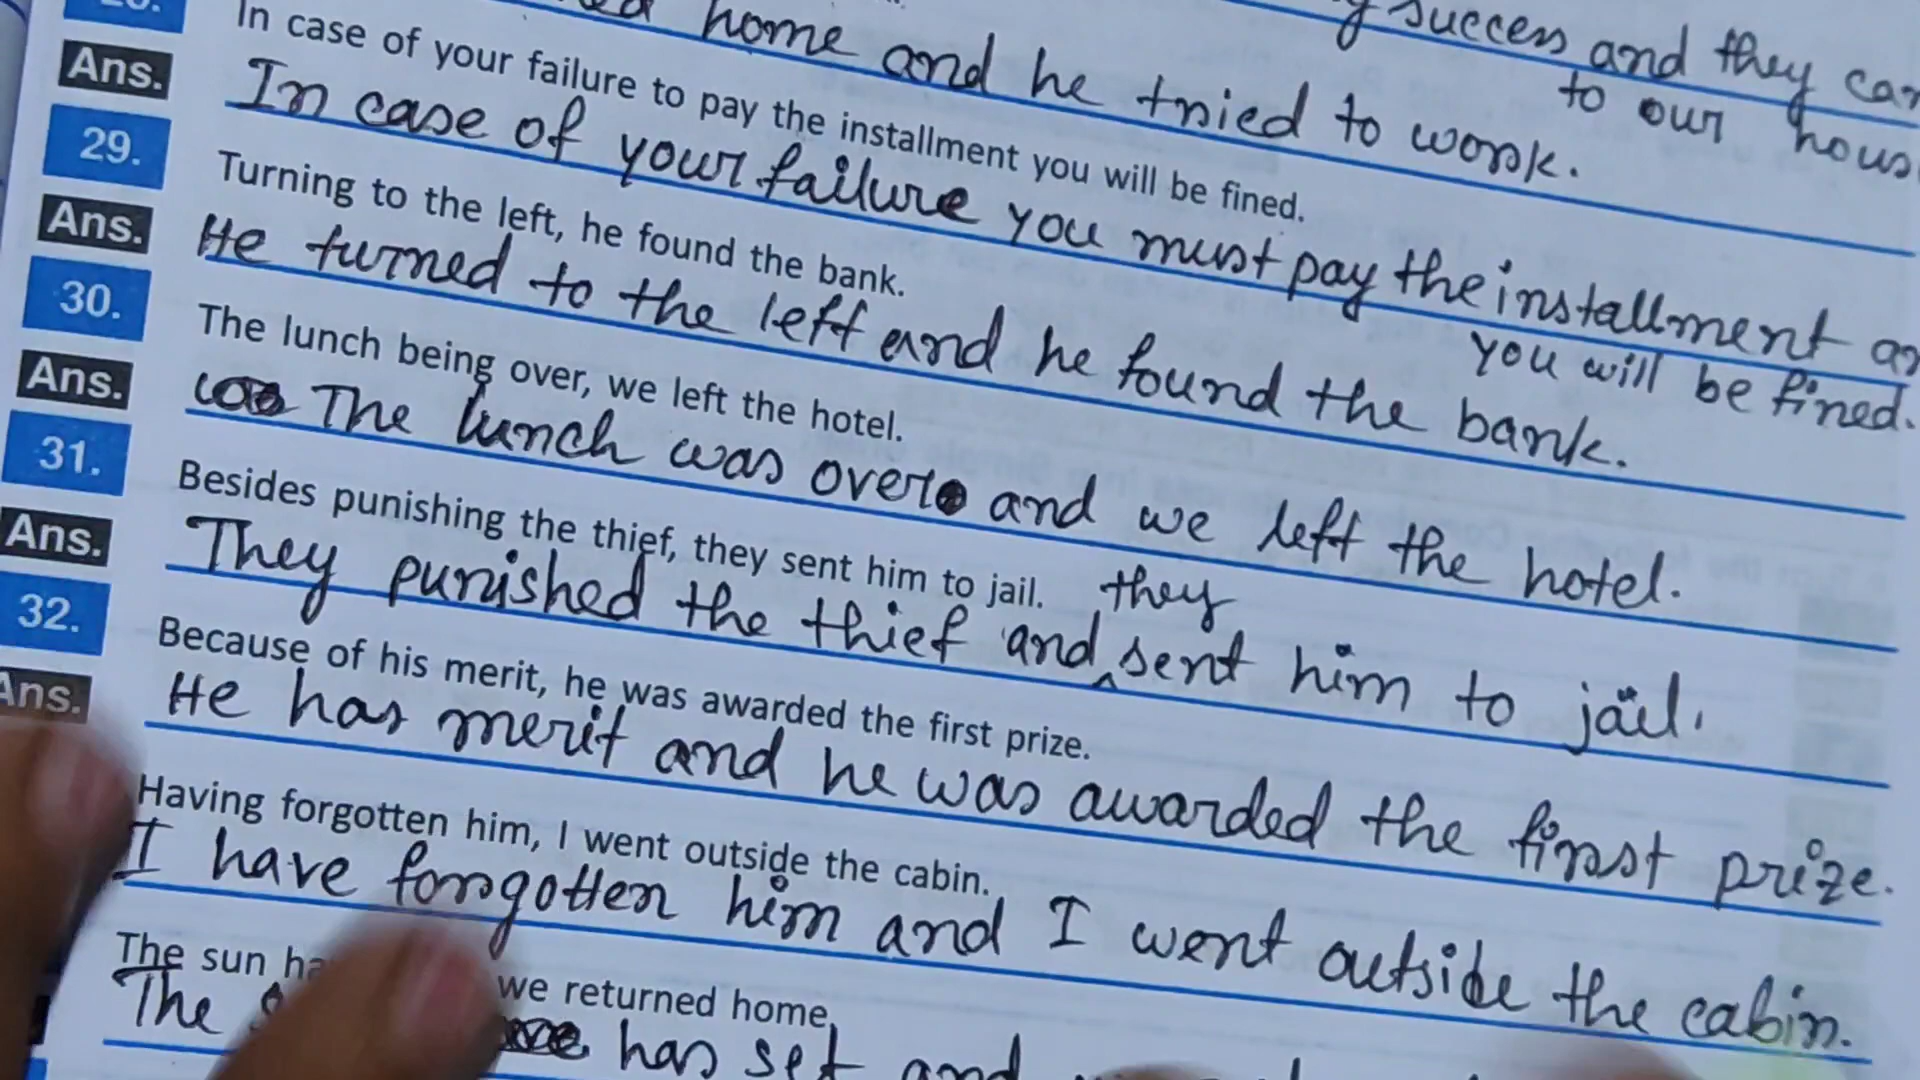 home and he tried to work.
success and they
to our
In case of your failure to pay the installment you will be fined.
Ans.
In case of your failure you must pay the installment
you will be fined.
29.
Turning to the left, he found the bank.
Ans.
He turned to the left and he found the bank.
30.
The lunch being over, we left the hotel.
Ans.
The lunch was over and we left the hotel.
31.
Besides punishing the thief, they sent him to jail.
Ans.
They punished the thief and they sent him to jail.
32.
Because of his merit, he was awarded the first prize.
Ans.
He has merit and he was awarded the first prize.
Having forgotten him, I went outside the cabin.
I have forgotten him and I went outside the cabin.
The sun we returned home,
The has set and